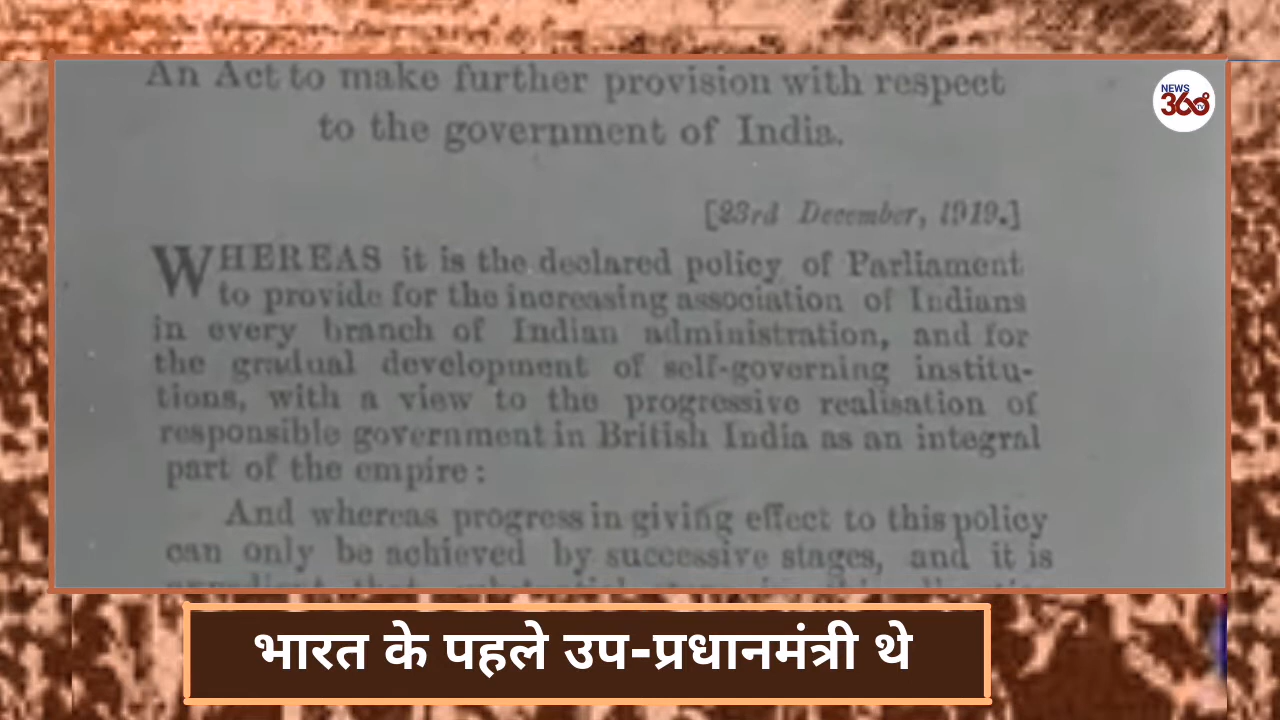 An Act to make further provision with respect
to the government of India.
NEWS
360
TV
[23rd December, 1919.]
WHEREAS it is the declared policy of Parliament
to provide for the increasing association of Indians
in every branch of Indian administration, and for
the gradual development of self-governing institu-
tions, with a view to the progressive realisation of
responsible government in British India as an integral
part of the empire:
And whereas progress in giving effect to this policy
can only be achieved by successive stages, and it is
भारत के पहले उप-प्रधानमंत्री थे